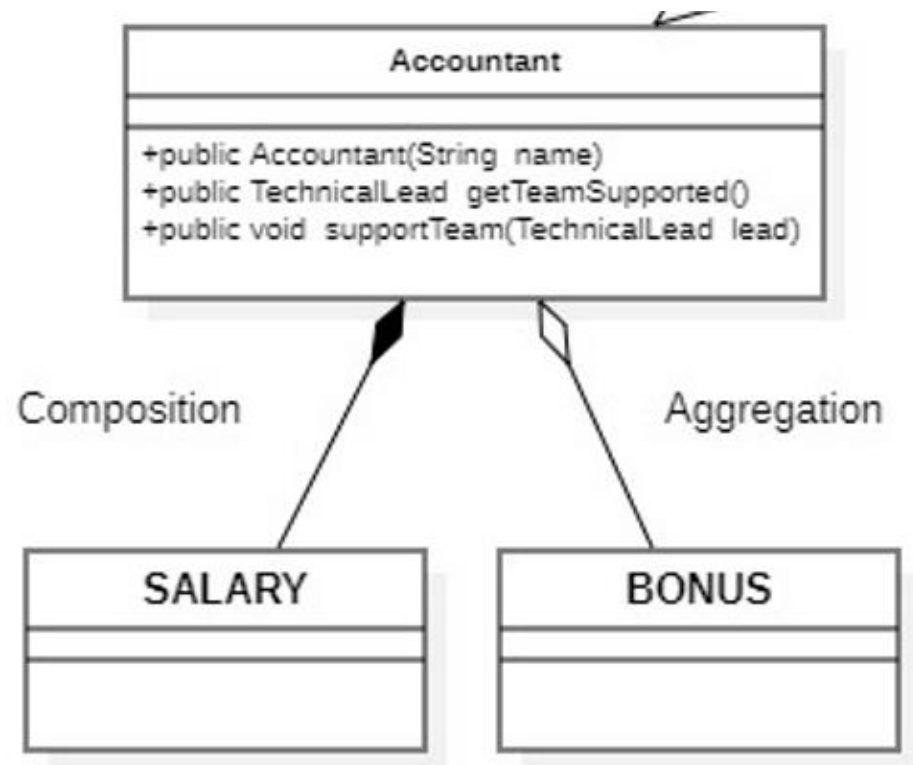 Accountant
+public Accountant(String name)
+public TechnicalLead getTeamSupported()
+public void supportTeam(TechnicalLead lead)
Composition
Aggregation
SALARY
BONUS